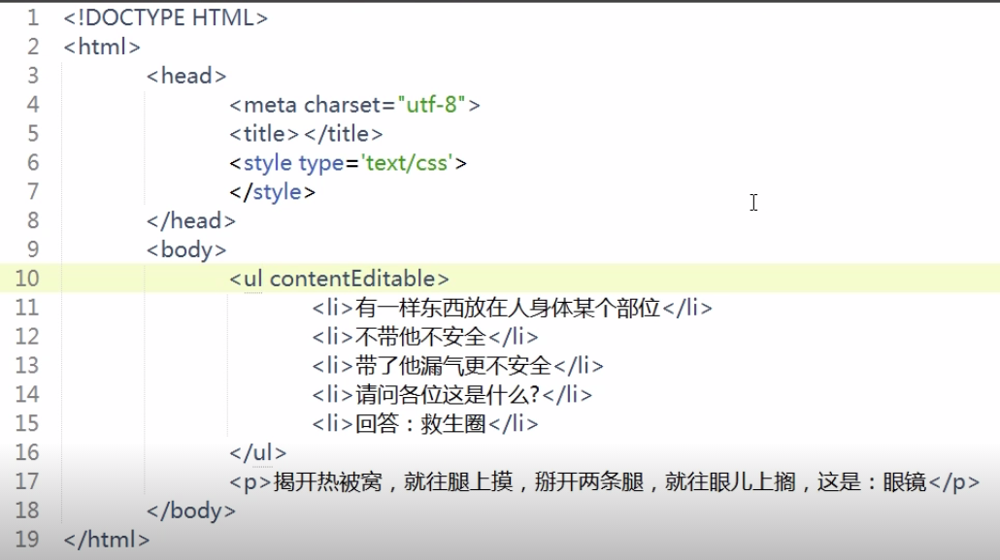 1 <!DOCTYPE HTML>
2 <html>
3 <head>
4 <meta charset="utf-8">
5 <title></title>
6 <style type='text/css'>
7 </style>
8 </head>
9 <body>
10 <ul contentEditable>
11 <li>有一样东西放在人身体某个部位</li>
12 <li>不带他不安全</li>
13 <li>带了他漏气更不安全</li>
14 <li>请问各位这是什么?</li>
15 <li>回答：救生圈</li>
16 </ul>
17 <p>揭开热被窝，就往腿上摸，掰开两条腿，就往眼儿上搁，这是：眼镜</p>
18 </body>
19 </html>